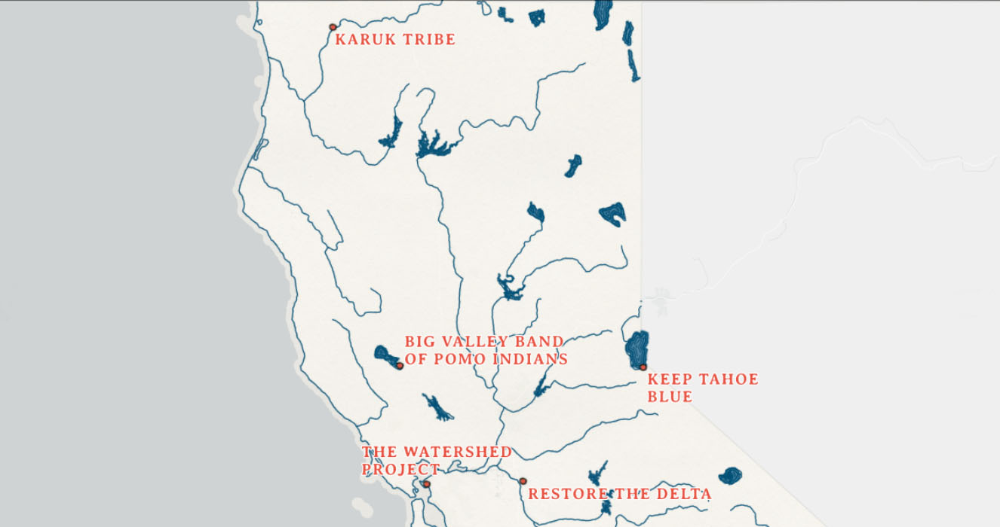 KARUK TRIBE
BIG VALLEY BAND
OF POMO INDIANS
KEEP TAHOE
BLUE
THE WATERSHED
PROJECT
RESTORE THE DELTA